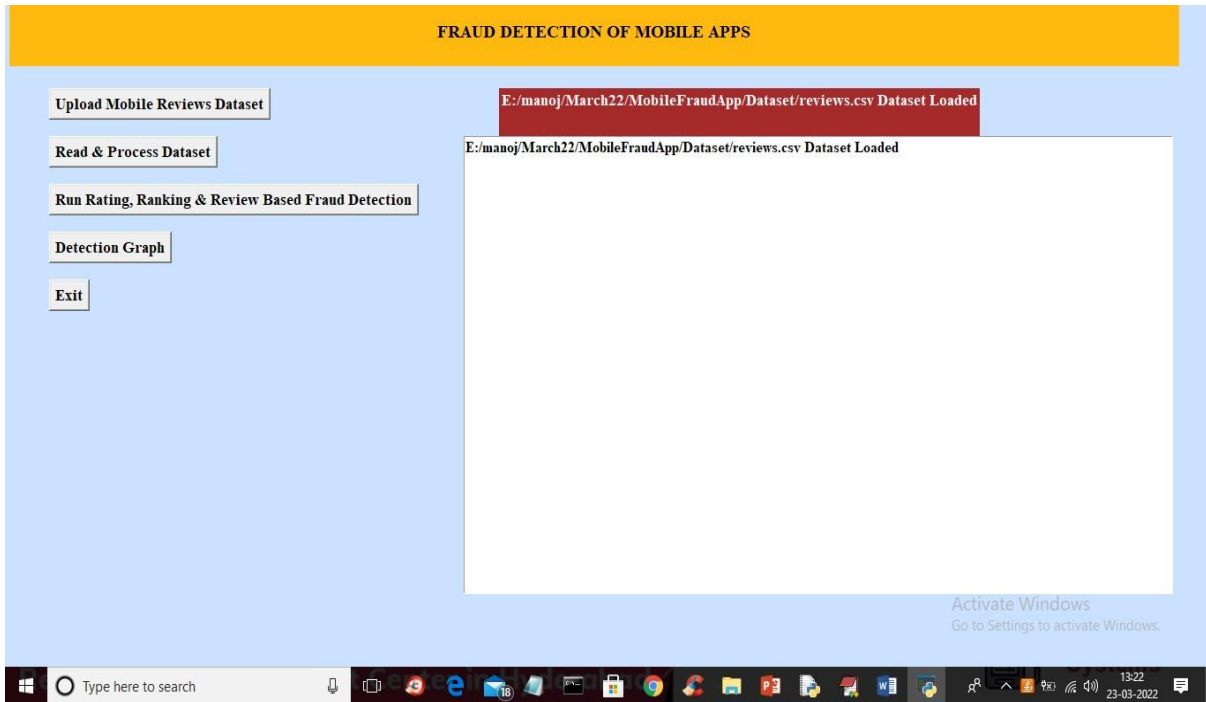 FRAUD DETECTION OF MOBILE APPS
Upload Mobile Reviews Dataset
E:/manoj/March22/MobileFraudApp/Dataset/reviews.csv Dataset Loaded
Read & Process Dataset
E:/manoj/March22/MobileFraudApp/Dataset/reviews.csv Dataset Loaded
Run Rating, Ranking & Review Based Fraud Detection
Detection Graph
Exit
Activate Windows
Go to Settings to activate Windows.
Type here to search
18
13:22
23-03-2022